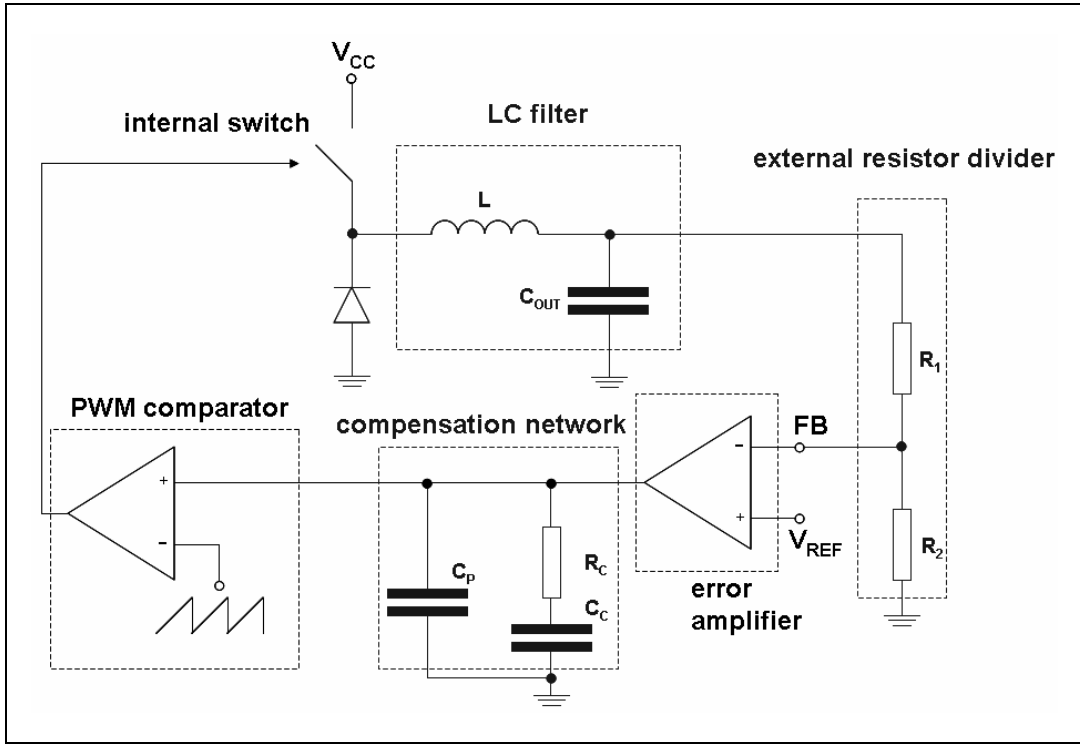 V_CC
internal switch
LC filter
external resistor divider
L
C_OUT
R_1
PWM comparator
compensation network
FB
+
-
-
+
V_REF
R_2
C_P
R_C
C_C
error
amplifier